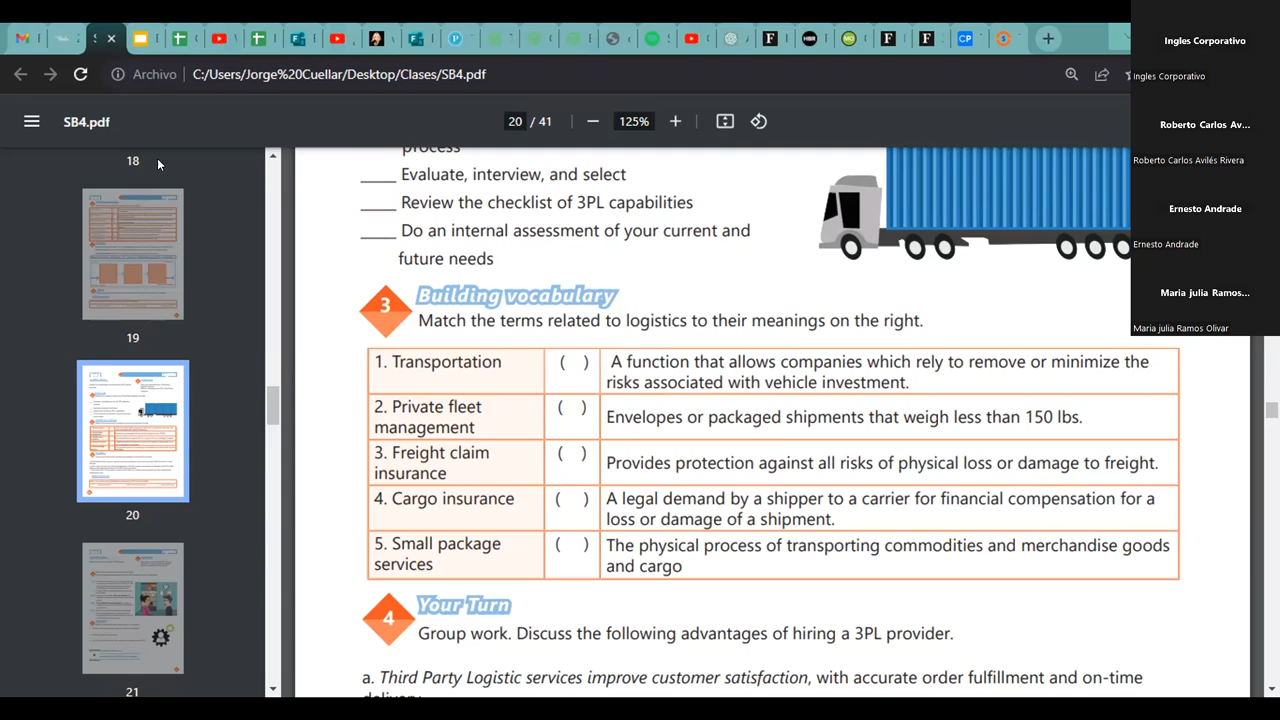 Archivo
C:/Users/Jorge%20Cuellar/Desktop/Clases/SB4.pdf
SB4.pdf
20 / 41
125%
18
19
20
21
process
____ Evaluate, interview, and select
____ Review the checklist of 3PL capabilities
____ Do an internal assessment of your current and
future needs
3
Building vocabulary
Match the terms related to logistics to their meanings on the right.
1. Transportation ( ) A function that allows companies which rely to remove or minimize the
risks associated with vehicle investment.
2. Private fleet
management ( ) Envelopes or packaged shipments that weigh less than 150 lbs.
3. Freight claim
insurance ( ) Provides protection against all risks of physical loss or damage to freight.
4. Cargo insurance ( ) A legal demand by a shipper to a carrier for financial compensation for a
loss or damage of a shipment.
5. Small package
services ( ) The physical process of transporting commodities and merchandise goods
and cargo
4
Your Turn
Group work. Discuss the following advantages of hiring a 3PL provider.
a. Third Party Logistic services improve customer satisfaction, with accurate order fulfillment and on-time
delivery
Ingles Corporativo
Ingles Corporativo
Roberto Carlos Av...
Roberto Carlos Avilés Rivera
Ernesto Andrade
Ernesto Andrade
Maria julia Ramos...
Maria julia Ramos Olivar